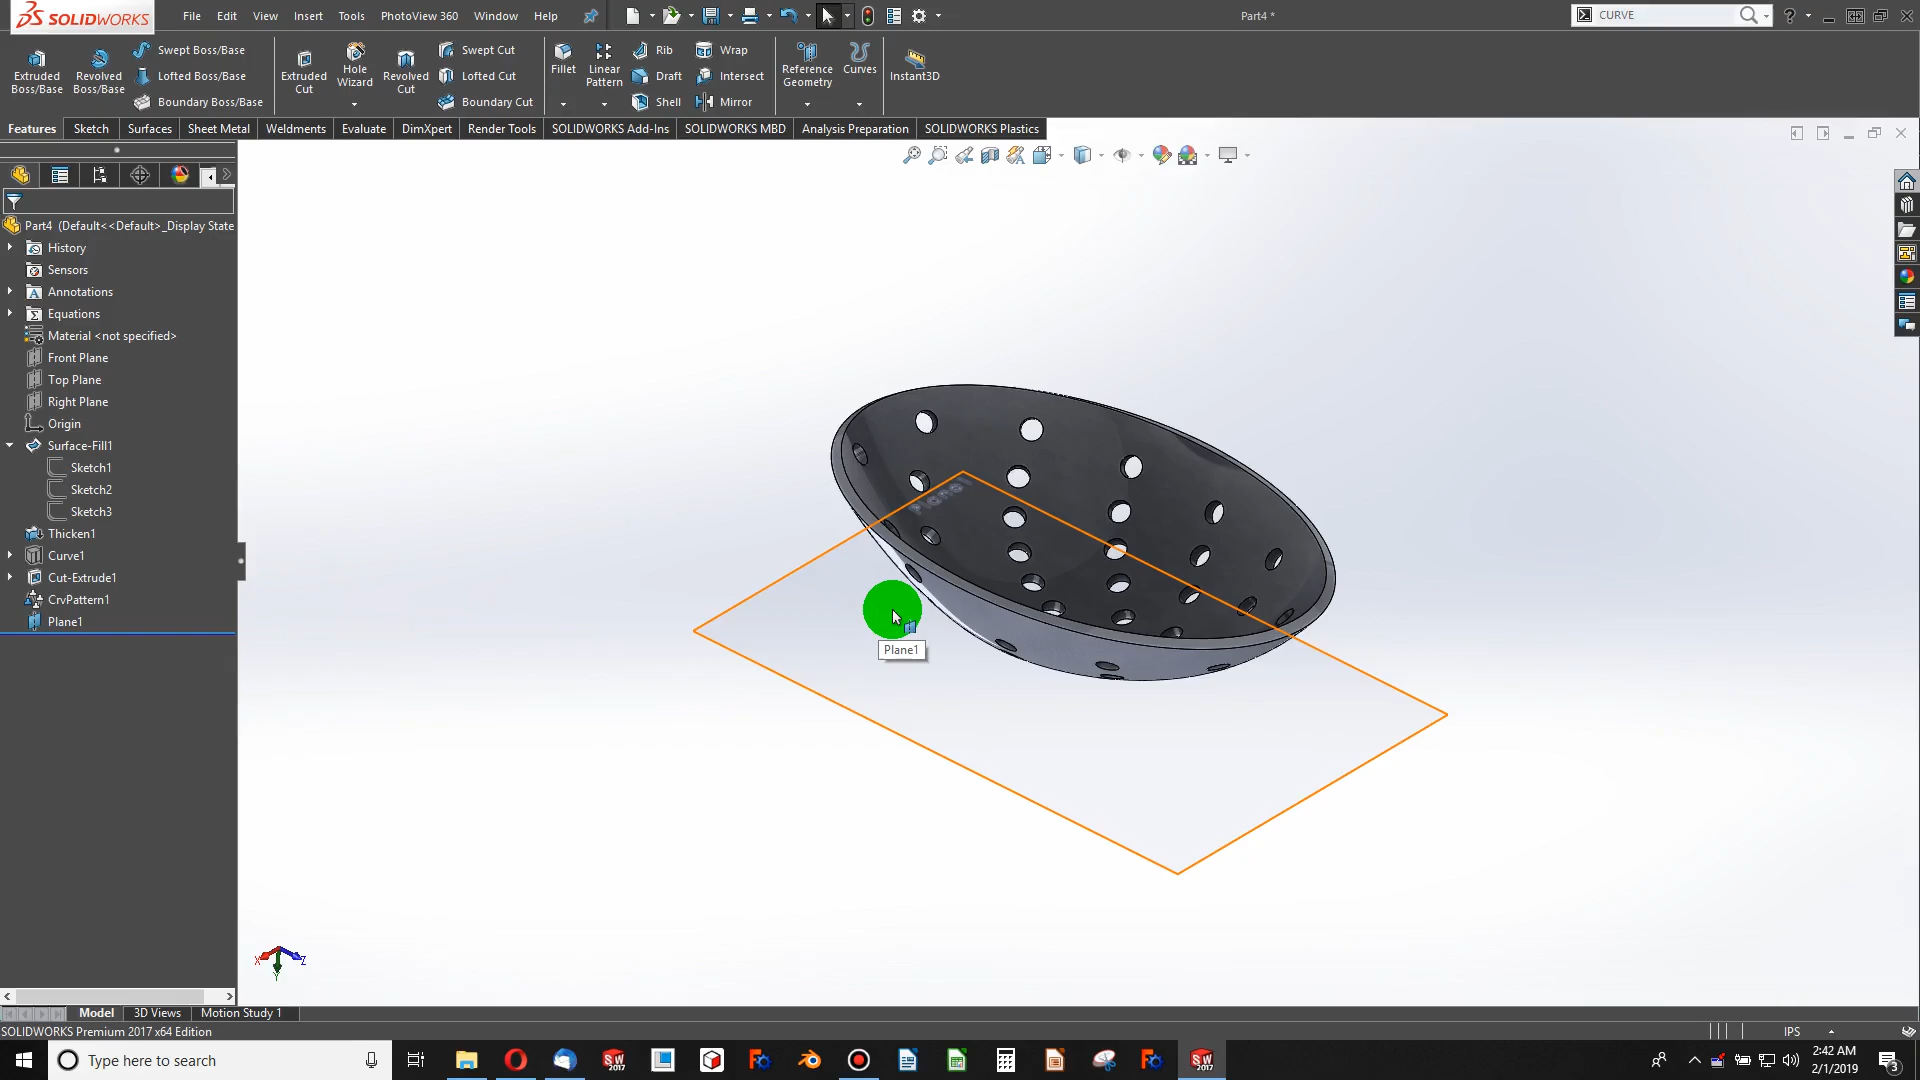 SOLIDWORKS
File Edit View Insert Tools PhotoView 360 Window Help
Part4 *
CURVE
Extruded Boss/Base
Revolved Boss/Base
Swept Boss/Base
Lofted Boss/Base
Boundary Boss/Base
Extruded Cut
Hole Wizard
Revolved Cut
Swept Cut
Lofted Cut
Boundary Cut
Fillet
Linear Pattern
Rib
Draft
Shell
Wrap
Intersect
Mirror
Reference Geometry
Curves
Instant3D
Features Sketch Surfaces Sheet Metal Weldments Evaluate DimXpert Render Tools SOLIDWORKS Add-Ins SOLIDWORKS MBD Analysis Preparation SOLIDWORKS Plastics
Part4 (Default<<Default>_Display State
History
Sensors
Annotations
Equations
Material <not specified>
Front Plane
Top Plane
Right Plane
Origin
Surface-Fill1
Sketch1
Sketch2
Sketch3
Thicken1
Curve1
Cut-Extrude1
CrvPattern1
Plane1
Plane1
Plane1
X
Y
Z
Model 3D Views Motion Study 1
SOLIDWORKS Premium 2017 x64 Edition
IPS
Type here to search
SW 2017
SW 2017
2:42 AM
2/1/2019
3